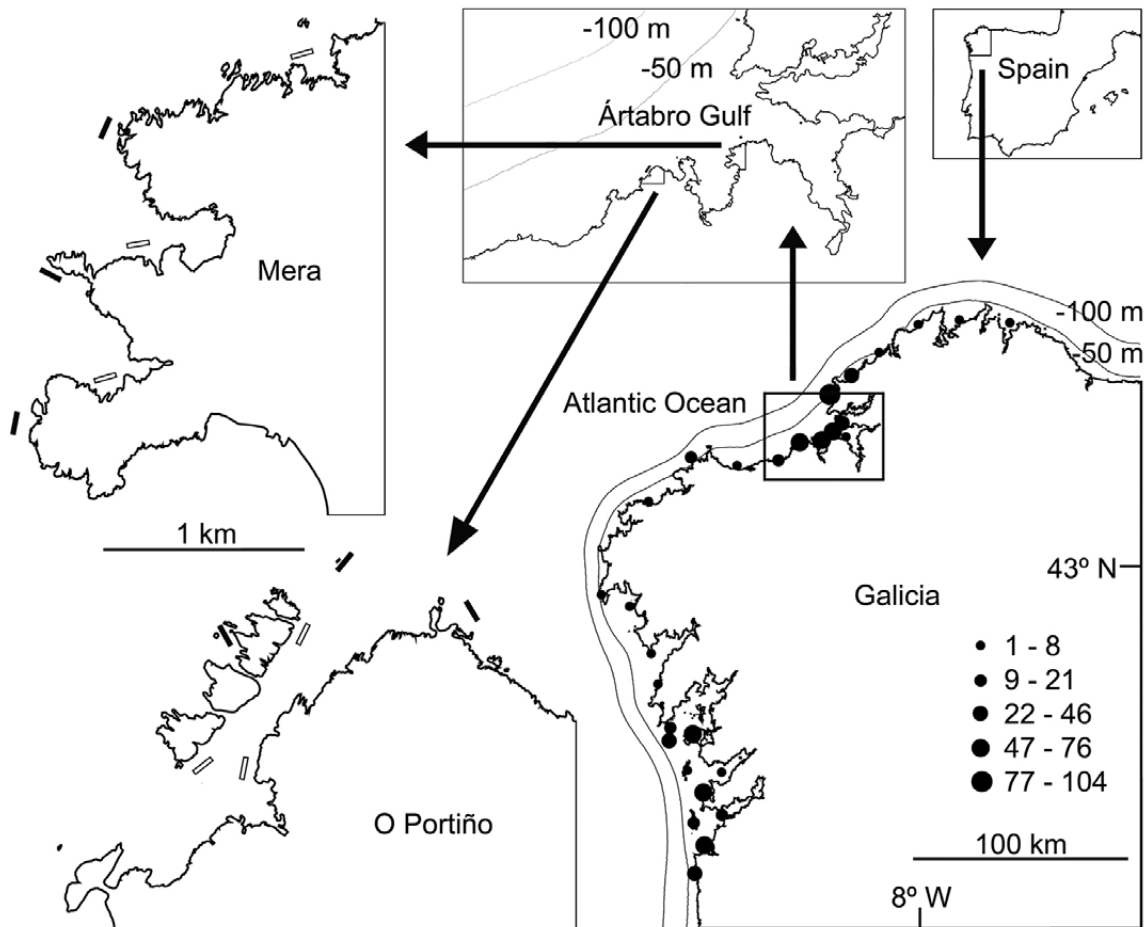 -100 m
-50 m
Ártabro Gulf
Spain
Mera
Atlantic Ocean
-100 m
-50 m
1 km
43º N
Galicia
1 - 8
9 - 21
22 - 46
47 - 76
77 - 104
O Portiño
100 km
8º W